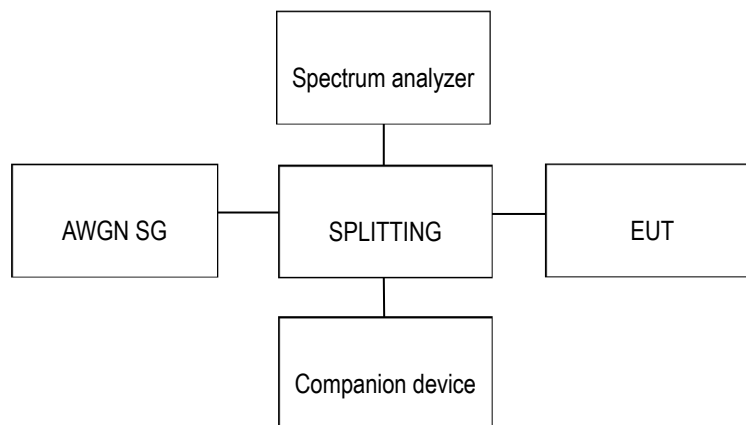 Spectrum analyzer
AWGN SG
SPLITTING
EUT
Companion device